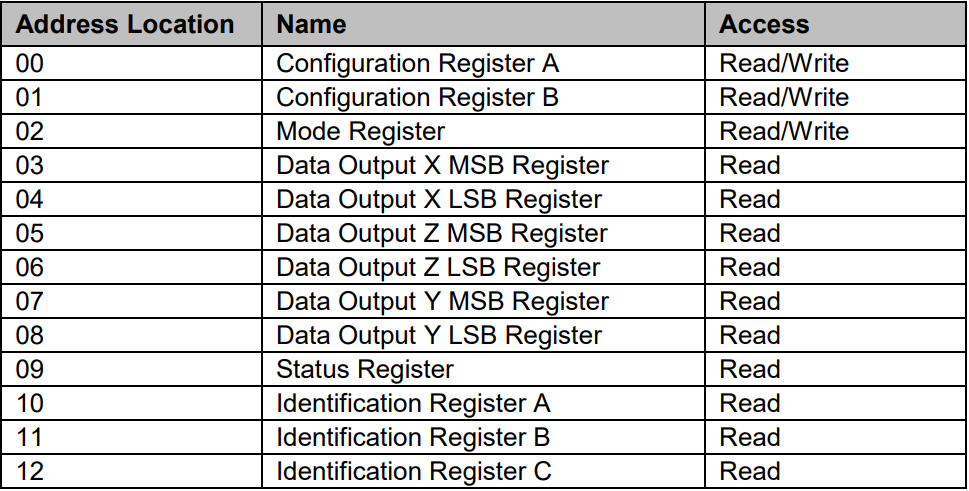 Address Location Name Access
00 Configuration Register A Read/Write
01 Configuration Register B Read/Write
02 Mode Register Read/Write
03 Data Output X MSB Register Read
04 Data Output X LSB Register Read
05 Data Output Z MSB Register Read
06 Data Output Z LSB Register Read
07 Data Output Y MSB Register Read
08 Data Output Y LSB Register Read
09 Status Register Read
10 Identification Register A Read
11 Identification Register B Read
12 Identification Register C Read